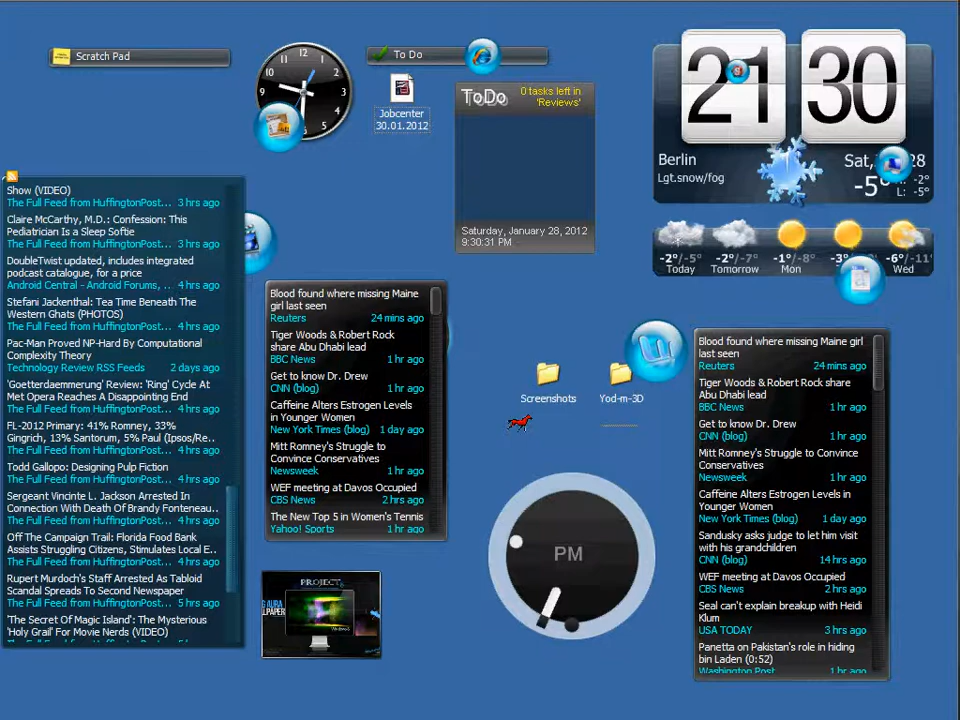 Scratch Pad
12
11
1
10
2
9
3
4
5
To Do
Jobcenter
30.01.2012
ToDo
0 tasks left in
'Reviews'
Saturday, January 28, 2012
9:30:31 PM
21 30
Berlin
Lgt.snow/fog
Sat,
28
-5°
-2°
L: -5°
-2°/-5°
Today
-2°/-7°
Tomorrow
-1°/-8°
Mon
-6°/-11°
Wed
Show (VIDEO)
The Full Feed from HuffingtonPost... 3 hrs ago
Claire McCarthy, M.D.: Confession: This
Pediatrician Is a Sleep Softie
The Full Feed from HuffingtonPost... 3 hrs ago
DoubleTwist updated, includes integrated
podcast catalogue, for a price
Android Central - Android Forums, ... 4 hrs ago
Stefani Jackenthal: Tea Time Beneath The
Western Ghats (PHOTOS)
The Full Feed from HuffingtonPost... 4 hrs ago
Pac-Man Proved NP-Hard By Computational
Complexity Theory
Technology Review RSS Feeds 2 days ago
'Goetterdaemmerung' Review: 'Ring' Cycle At
Met Opera Reaches A Disappointing End
The Full Feed from HuffingtonPost... 4 hrs ago
FL-2012 Primary: 41% Romney, 33%
Gingrich, 13% Santorum, 5% Paul (Ipsos/Re..
The Full Feed from HuffingtonPost... 4 hrs ago
Todd Gallopo: Designing Pulp Fiction
The Full Feed from HuffingtonPost... 4 hrs ago
Sergeant Vincinte L. Jackson Arrested In
Connection With Death Of Brandy Fonteneau..
The Full Feed from HuffingtonPost... 4 hrs ago
Off The Campaign Trail: Florida Food Bank
Assists Struggling Citizens, Stimulates Local E..
The Full Feed from HuffingtonPost... 4 hrs ago
Rupert Murdoch's Staff Arrested As Tabloid
Scandal Spreads To Second Newspaper
The Full Feed from HuffingtonPost... 5 hrs ago
'The Secret Of Magic Island': The Mysterious
'Holy Grail' For Movie Nerds (VIDEO)
The Full Feed from HuffingtonPost... 5 hrs ago
Blood found where missing Maine
girl last seen
Reuters 24 mins ago
Tiger Woods & Robert Rock
share Abu Dhabi lead
BBC News 1 hr ago
Get to know Dr. Drew
CNN (blog) 1 hr ago
Caffeine Alters Estrogen Levels
in Younger Women
New York Times (blog) 1 day ago
Mitt Romney's Struggle to
Convince Conservatives
Newsweek 1 hr ago
WEF meeting at Davos Occupied
CBS News 2 hrs ago
The New Top 5 in Women's Tennis
Yahoo! Sports 1 hr ago
PROJECT
Screenshots
Yod-m-3D
PM
Blood found where missing Maine girl
last seen
Reuters 24 mins ago
Tiger Woods & Robert Rock share
Abu Dhabi lead
BBC News 1 hr ago
Get to know Dr. Drew
CNN (blog) 1 hr ago
Mitt Romney's Struggle to Convince
Conservatives
Newsweek 1 hr ago
Caffeine Alters Estrogen Levels in
Younger Women
New York Times (blog) 1 day ago
Sandusky asks judge to let him visit
with his grandchildren
CNN (blog) 14 hrs ago
WEF meeting at Davos Occupied
CBS News 2 hrs ago
Seal can't explain breakup with Heidi
Klum
USA TODAY 3 hrs ago
Panetta on Pakistan's role in hiding
bin Laden (0:52)
Washington Post 1 hr ago